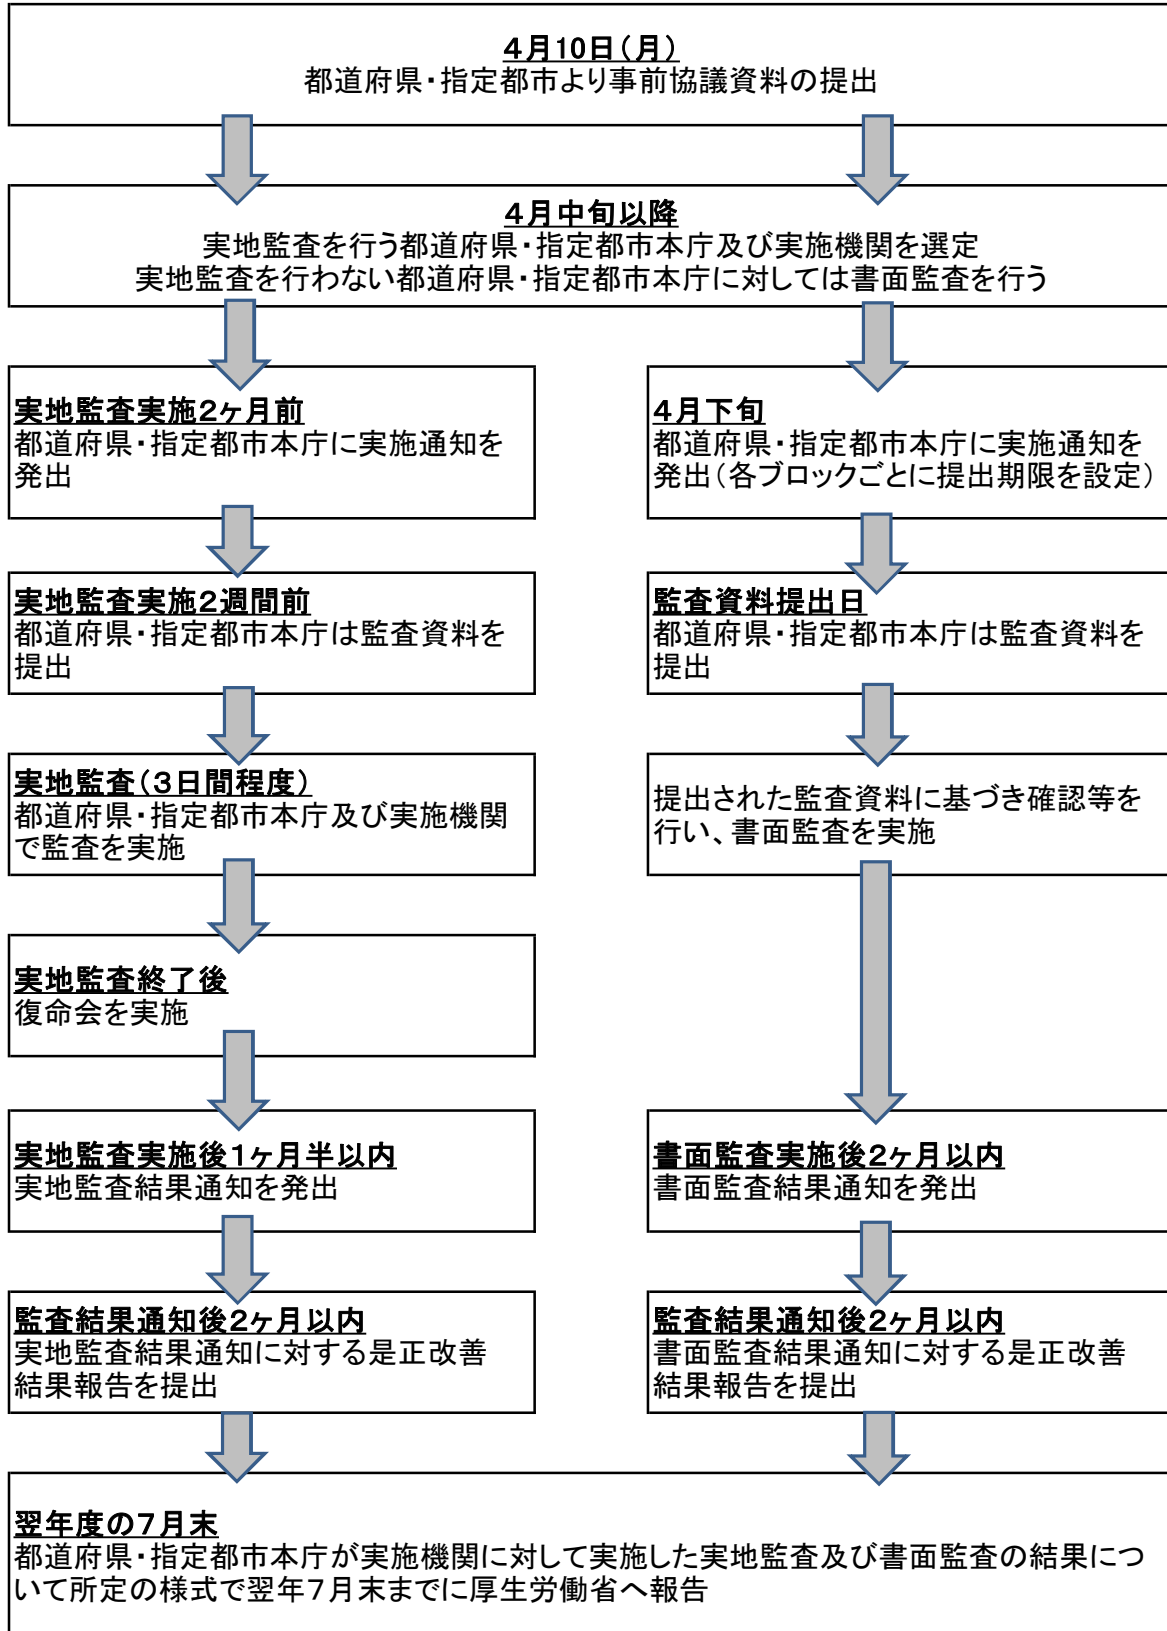 4月10日(月)
都道府県・指定都市より事前協議資料の提出
4月中旬以降
実地監査を行う都道府県・指定都市本庁及び実施機関を選定
実地監査を行わない都道府県・指定都市本庁に対しては書面監査を行う
実地監査実施2ヶ月前
都道府県・指定都市本庁に実施通知を
発出
実地監査実施2週間前
都道府県・指定都市本庁は監査資料を
提出
実地監査(3日間程度)
都道府県・指定都市本庁及び実施機関
で監査を実施
実地監査終了後
復命会を実施
実地監査実施後1ヶ月半以内
実地監査結果通知を発出
監査結果通知後2ヶ月以内
実地監査結果通知に対する是正改善
結果報告を提出
4月下旬
都道府県・指定都市本庁に実施通知を
発出(各ブロックごとに提出期限を設定)
監査資料提出日
都道府県・指定都市本庁は監査資料を
提出
提出された監査資料に基づき確認等を
行い、書面監査を実施
書面監査実施後2ヶ月以内
書面監査結果通知を発出
監査結果通知後2ヶ月以内
書面監査結果通知に対する是正改善
結果報告を提出
翌年度の7月末
都道府県・指定都市本庁が実施機関に対して実施した実地監査及び書面監査の結果につ
いて所定の様式で翌年7月末までに厚生労働省へ報告